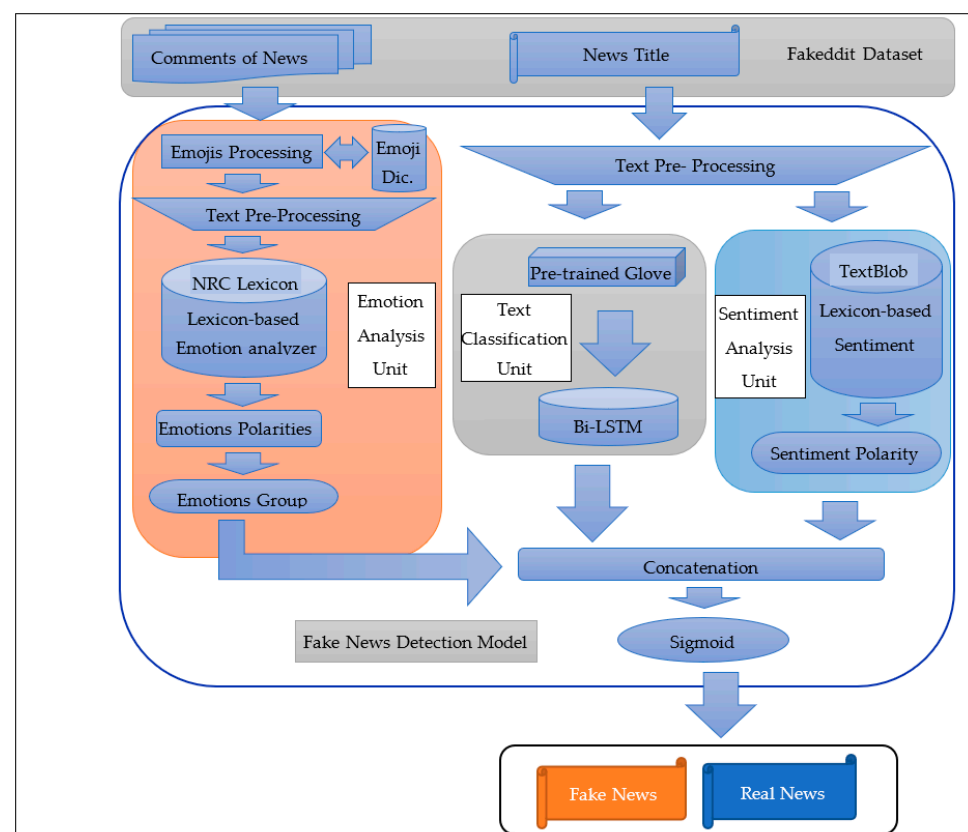 Comments of News
News Title
Fakeddit Dataset
Emojis Processing
Emoji
Dic.
Text Pre-Processing
NRC Lexicon
Lexicon-based
Emotion analyzer
Emotion
Analysis
Unit
Emotions Polarities
Emotions Group
Text Pre- Processing
Pre-trained Glove
Text
Classification
Unit
Bi-LSTM
TextBlob
Lexicon-based
Sentiment
Sentiment
Analysis
Unit
Sentiment Polarity
Concatenation
Fake News Detection Model
Sigmoid
Fake News
Real News